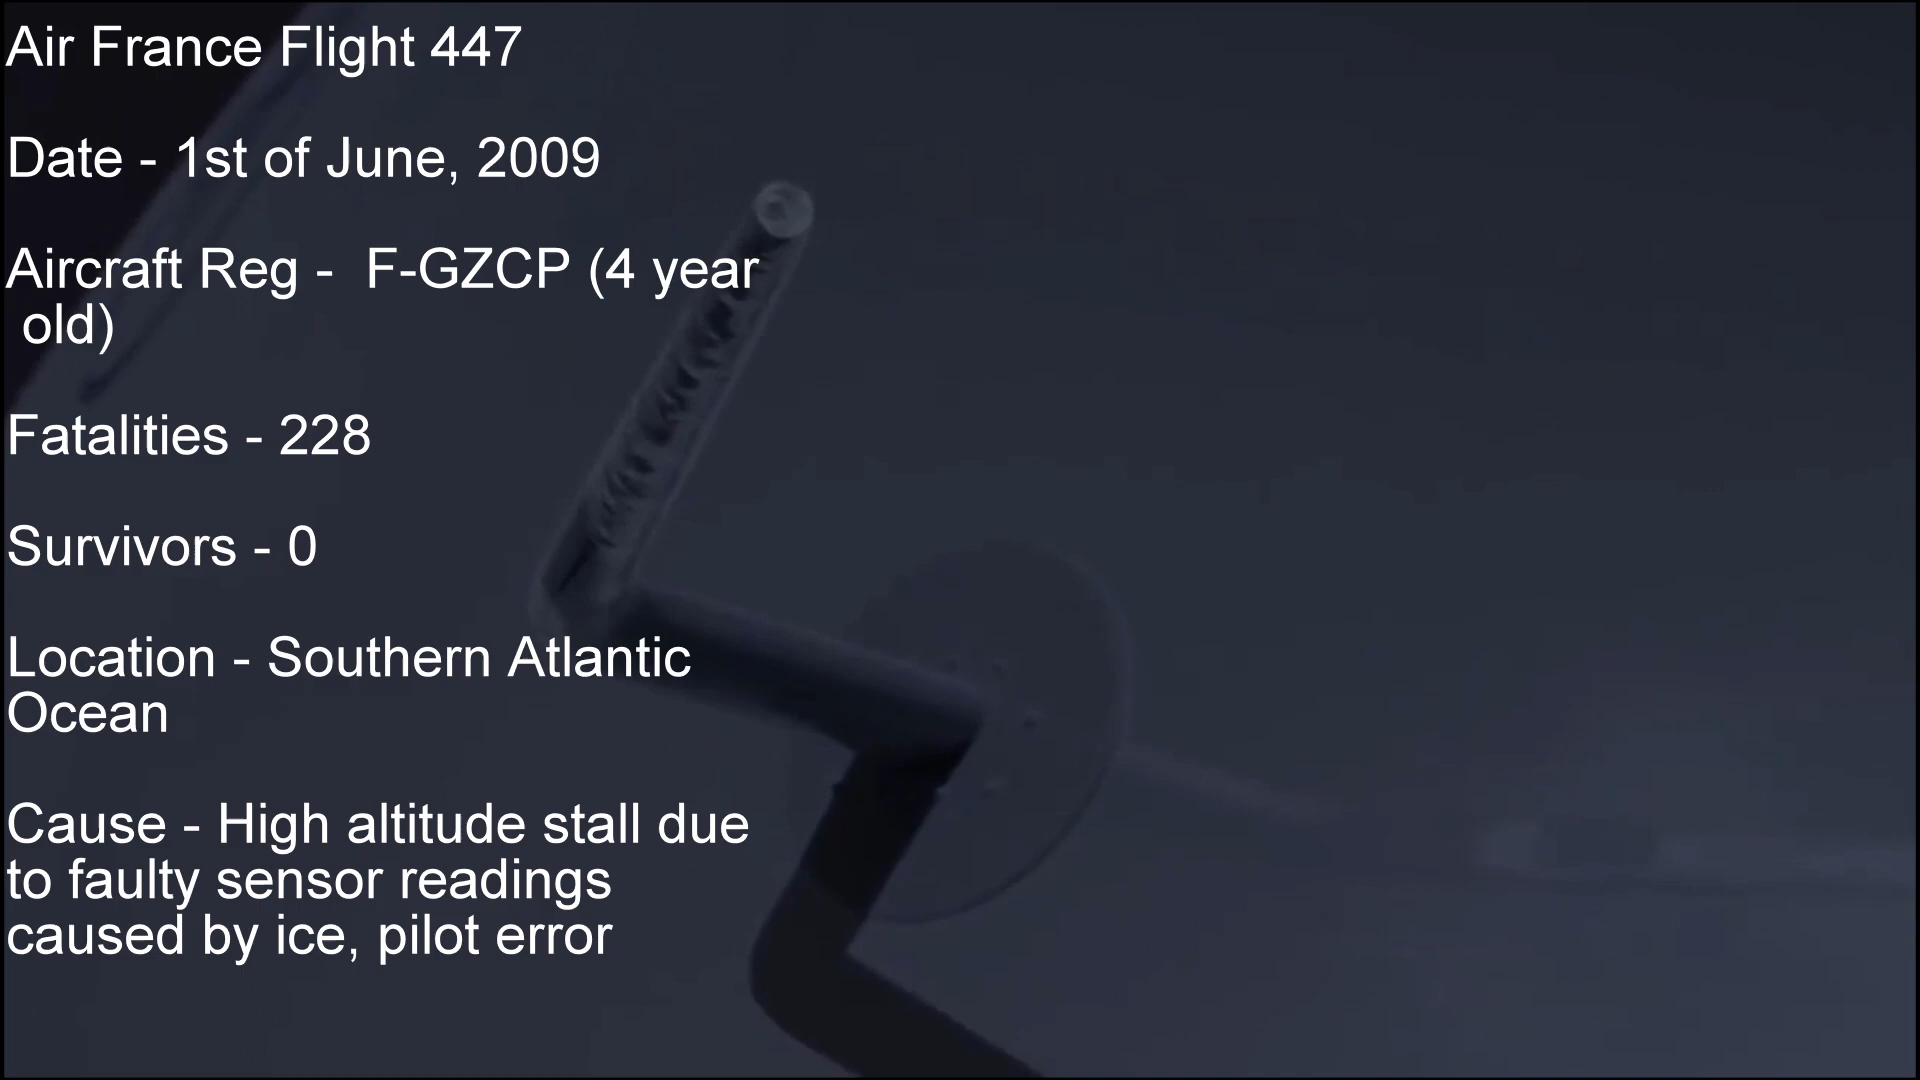 Air France Flight 447
Date - 1st of June, 2009
Aircraft Reg -  F-GZCP (4 year
old)
Fatalities - 228
Survivors - 0
Location - Southern Atlantic
Ocean
Cause - High altitude stall due
to faulty sensor readings
caused by ice, pilot error